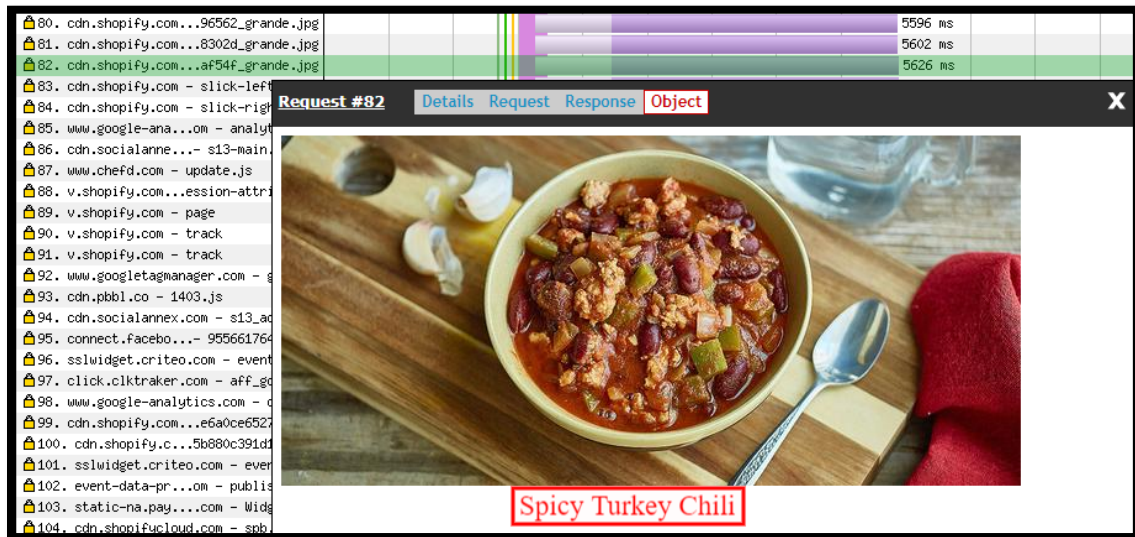 80. cdn.shopify.com...96562_grande.jpg
5596 ms
81. cdn.shopify.com...8302d_grande.jpg
5602 ms
82. cdn.shopify.com...af54f_grande.jpg
5626 ms
83. cdn.shopify.com - slick-left
84. cdn.shopify.com - slick-righ
85. www.google-ana...om - analyt
86. cdn.socialanne...- s13-main.
87. www.chefd.com - update.js
88. v.shopify.com...ession-attri
89. v.shopify.com - page
90. v.shopify.com - track
91. v.shopify.com - track
92. www.googletagmanager.com - g
93. cdn.pbbl.co - 1403.js
94. cdn.socialannex.com - s13_ac
95. connect.facebo...- 955661764
96. sslwidget.criteo.com - event
97. click.clktraker.com - aff_go
98. www.google-analytics.com - c
99. cdn.shopify.com...e6a0ce6527
100. cdn.shopify.c...5b880c391d1
101. sslwidget.criteo.com - even
102. event-data-pr...om - publis
103. static-na.pay....com - Widg
104. cdn.shopifycloud.com - spb.
Request #82
Details Request Response Object
X
Spicy Turkey Chili